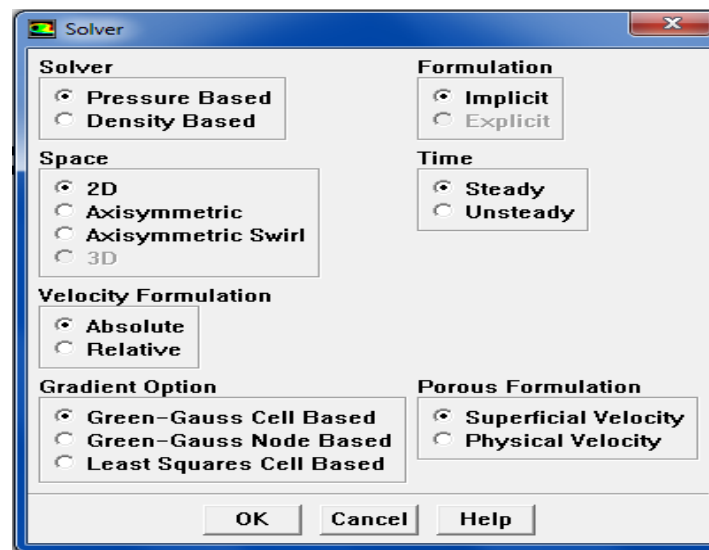 Solver
Solver
Pressure Based
Density Based
Formulation
Implicit
Explicit
Space
2D
Axisymmetric
Axisymmetric Swirl
3D
Time
Steady
Unsteady
Velocity Formulation
Absolute
Relative
Gradient Option
Green-Gauss Cell Based
Green-Gauss Node Based
Least Squares Cell Based
Porous Formulation
Superficial Velocity
Physical Velocity
OK
Cancel
Help